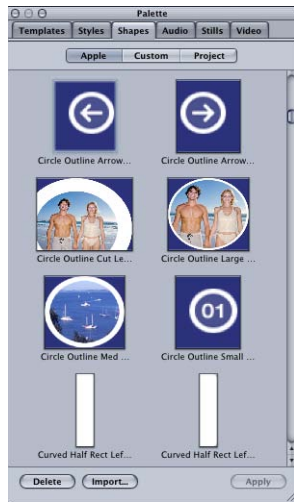 Palette
Templates Styles Shapes Audio Stills Video
Apple Custom Project
Circle Outline Arrow... Circle Outline Arrow...
Circle Outline Cut Le... Circle Outline Large ...
01
Circle Outline Med ... Circle Outline Small ...
Curved Half Rect Lef... Curved Half Rect Lef...
Delete Import... Apply